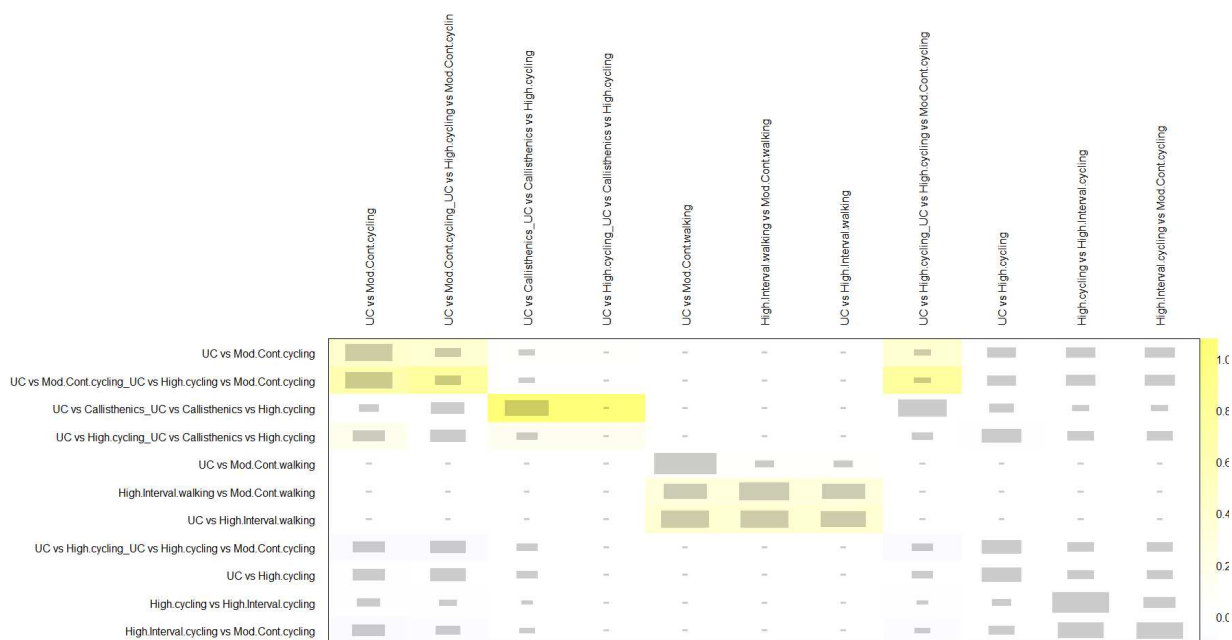 UC vs Mod.Cont.cycling
UC vs Mod.Cont.cycling_UC vs High.cycling vs Mod.Cont.cyclin
UC vs Callisthenics_UC vs Callisthenics vs High.cycling
UC vs High.cycling_UC vs Callisthenics vs High.cycling
UC vs Mod.Cont.walking
High.Interval.walking vs Mod.Cont.walking
UC vs High.Interval.walking
UC vs High.cycling_UC vs High.cycling vs Mod.Cont.cycling
UC vs High.cycling
High.cycling vs High.Interval.cycling
High.Interval.cycling vs Mod.Cont.cycling
UC vs Mod.Cont.cycling
UC vs Mod.Cont.cycling_UC vs High.cycling vs Mod.Cont.cycling
UC vs Callisthenics_UC vs Callisthenics vs High.cycling
UC vs High.cycling_UC vs Callisthenics vs High.cycling
UC vs Mod.Cont.walking
High.Interval.walking vs Mod.Cont.walking
UC vs High.Interval.walking
UC vs High.cycling_UC vs High.cycling vs Mod.Cont.cycling
UC vs High.cycling
High.cycling vs High.Interval.cycling
High.Interval.cycling vs Mod.Cont.cycling
1.0
0.8
0.6
0.4
0.2
0.0